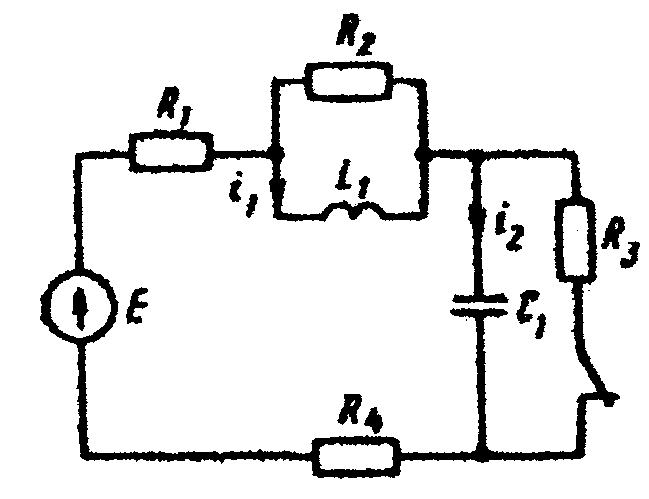 R₂
R₁
i₁
L₁
i₂
R₃
E
C₁
R₄